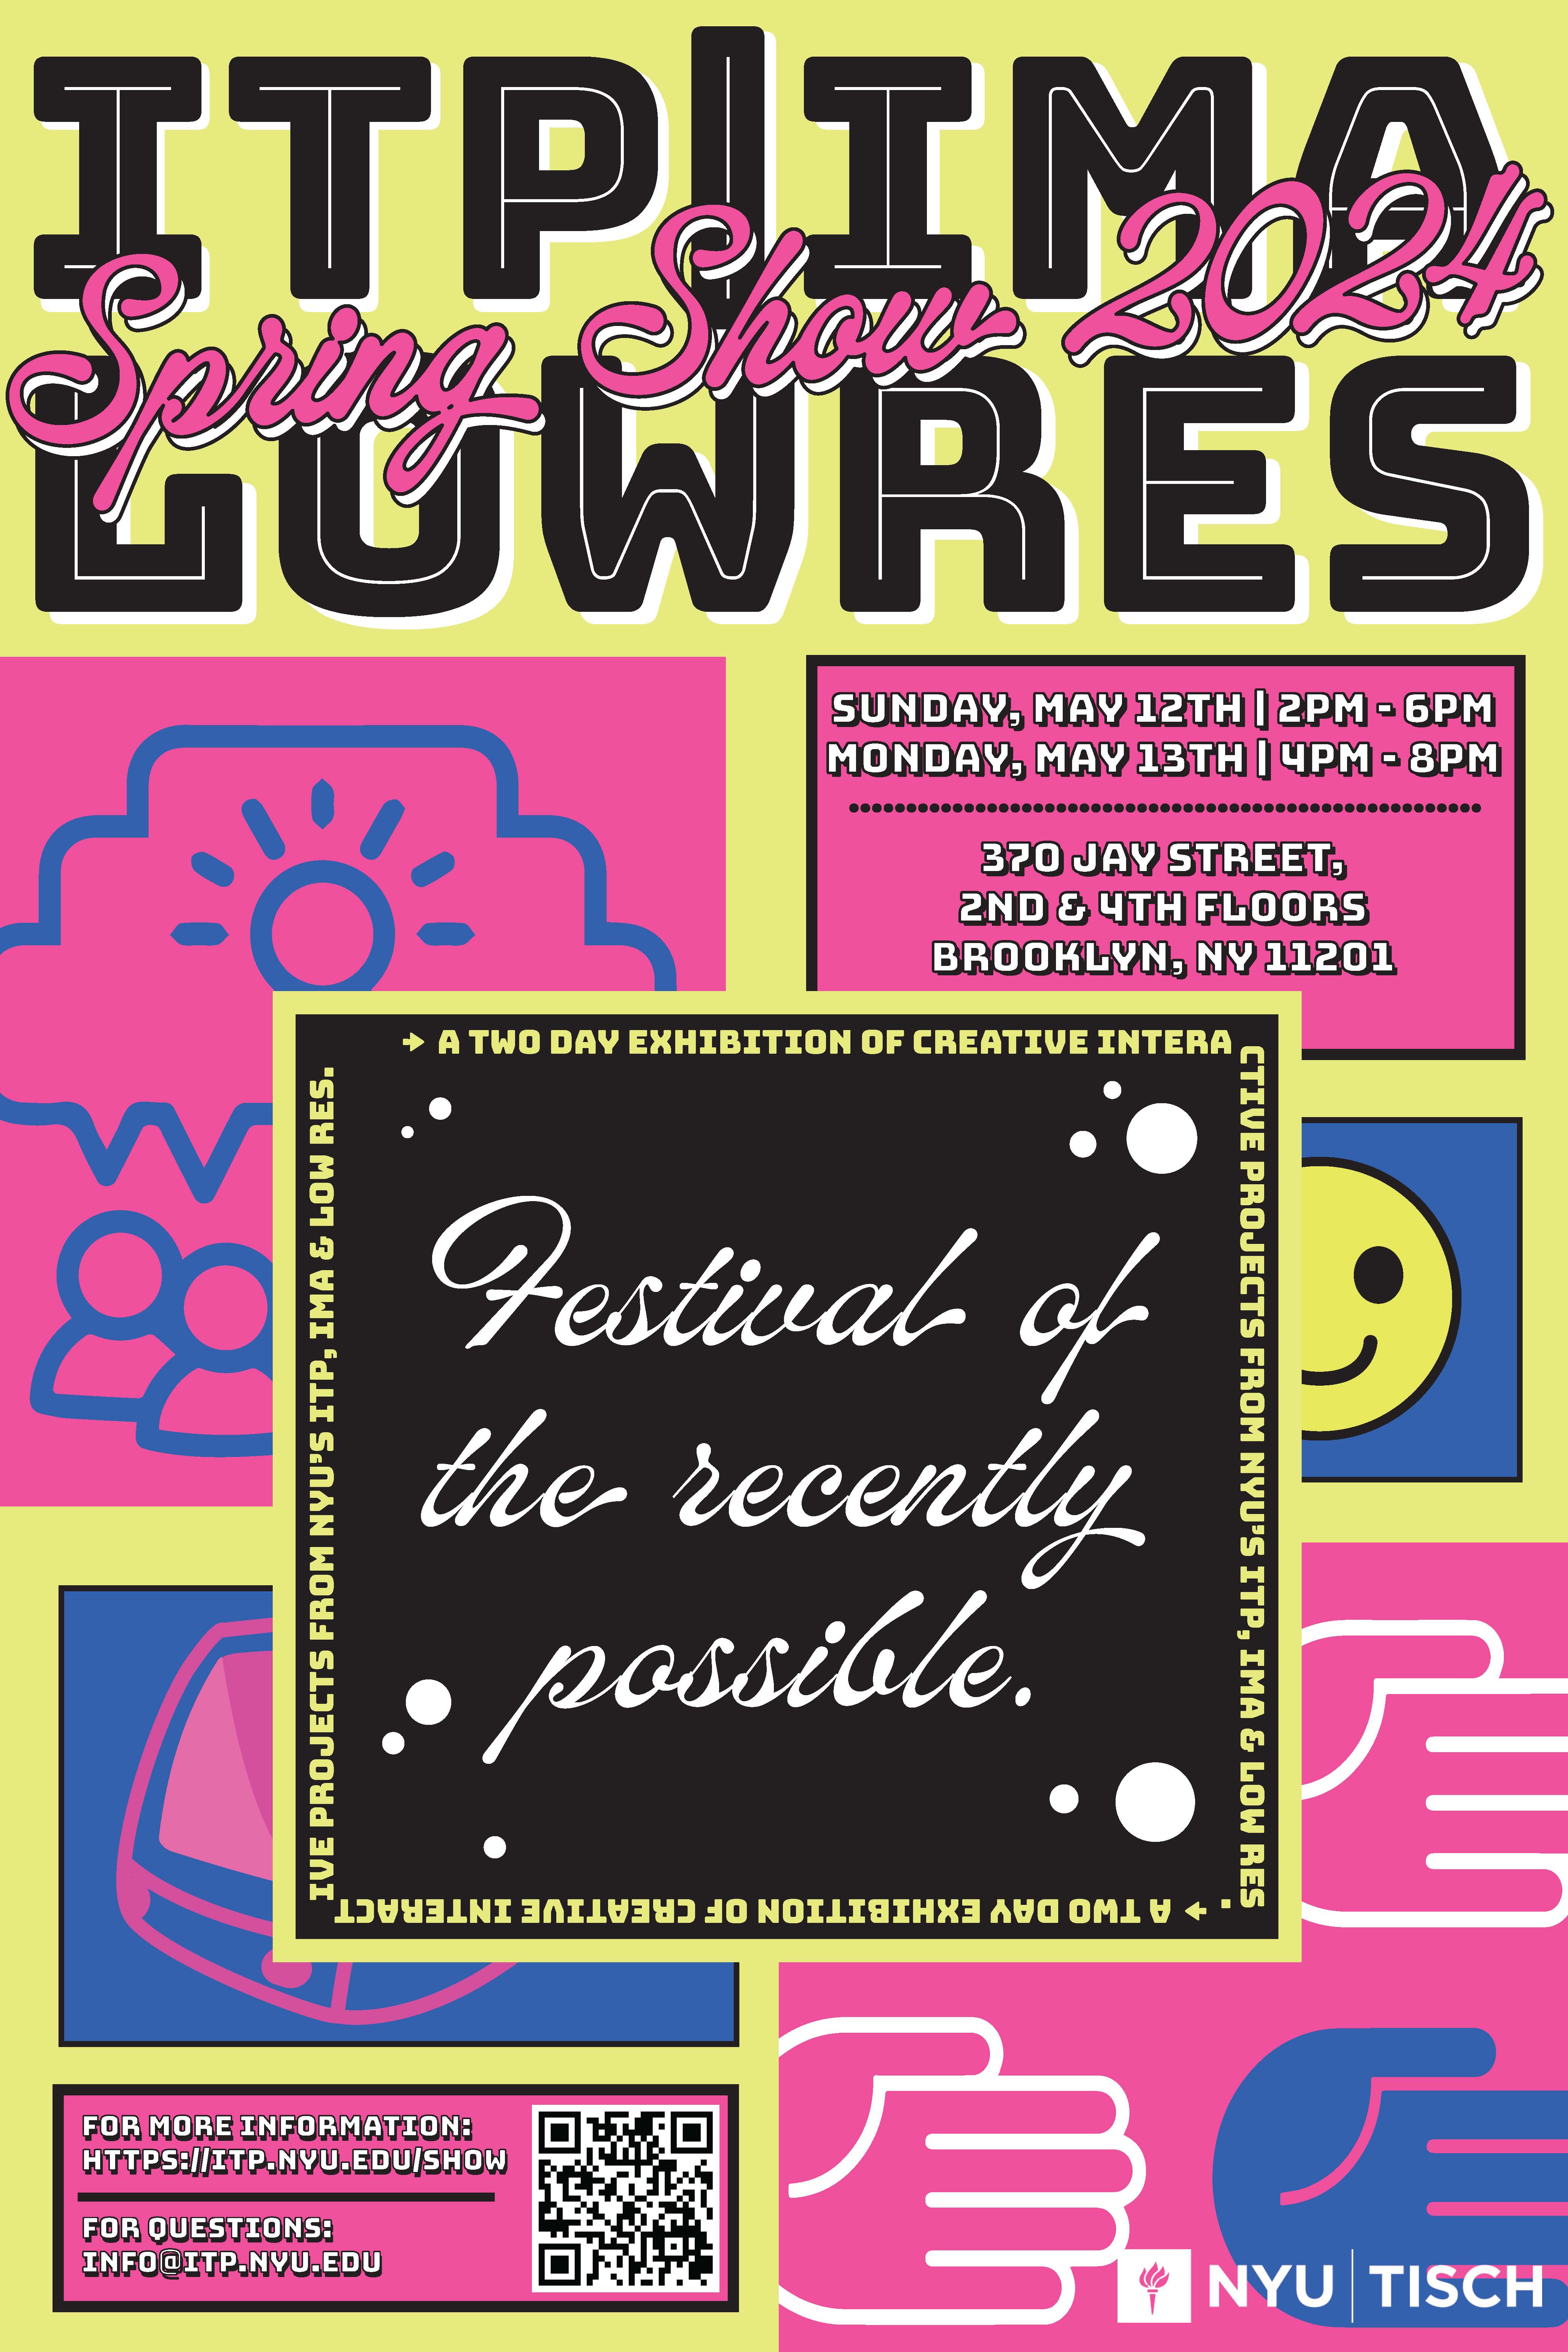 ITP|IMA
Spring Show 2024
LOWRES
SUNDAY, MAY 12TH | 2PM - 6PM
MONDAY, MAY 13TH | 4PM - 8PM
370 JAY STREET,
2ND & 4TH FLOORS
BROOKLYN, NY 11201
→ A TWO DAY EXHIBITION OF CREATIVE INTERA
CTIVE PROJECTS FROM NYU'S ITP, IMA & LOW RES
.
→ A TWO DAY EXHIBITION OF CREATIVE INTERACT
IVE PROJECTS FROM NYU'S ITP, IMA & LOW RES.
Festival of
the recently
possible.
FOR MORE INFORMATION:
HTTPS://ITP.NYU.EDU/SHOW
FOR QUESTIONS:
INFO@ITP.NYU.EDU
NYU | TISCH